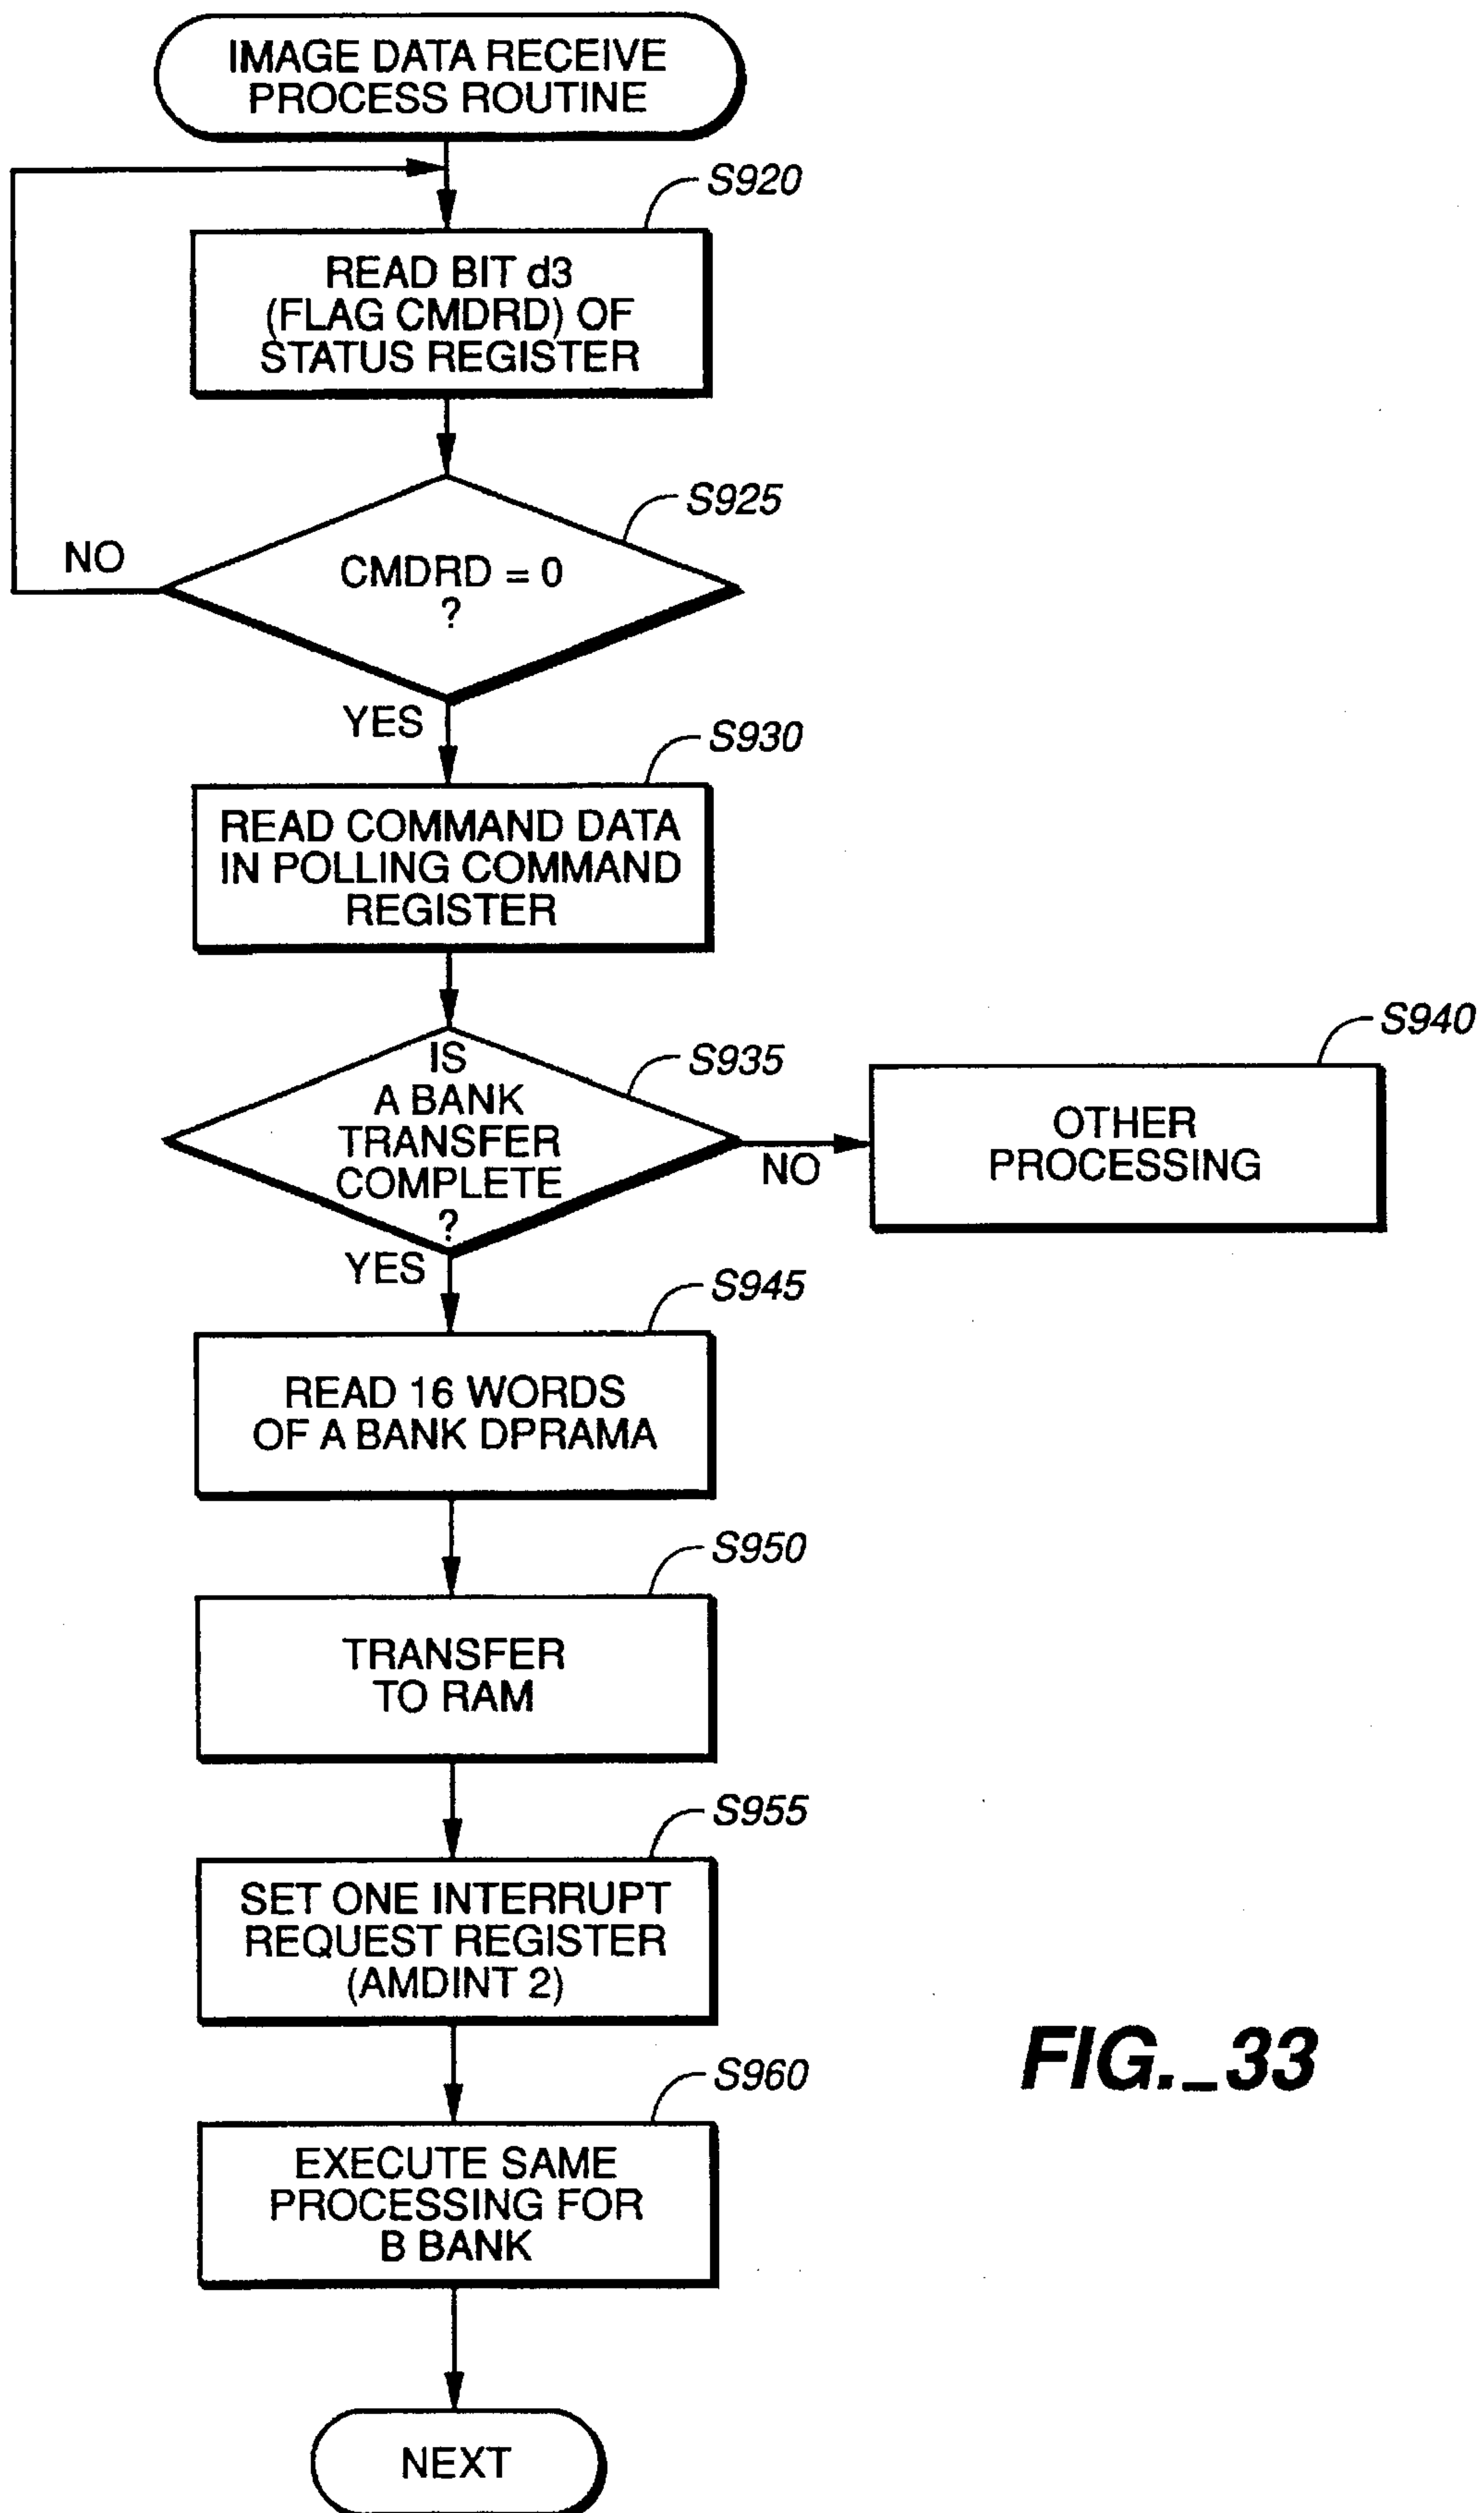 IMAGE DATA RECEIVE
PROCESS ROUTINE
S920
READ BIT d3
(FLAG CMDRD) OF
STATUS REGISTER
S925
NO
CMDRD = 0
?
YES
S930
READ COMMAND DATA
IN POLLING COMMAND
REGISTER
S935
IS
A BANK
TRANSFER
COMPLETE
?
NO
S940
OTHER
PROCESSING
YES
S945
READ 16 WORDS
OF A BANK DPRAMA
S950
TRANSFER
TO RAM
S955
SET ONE INTERRUPT
REQUEST REGISTER
(AMDINT 2)
S960
EXECUTE SAME
PROCESSING FOR
B BANK
NEXT
FIG._33